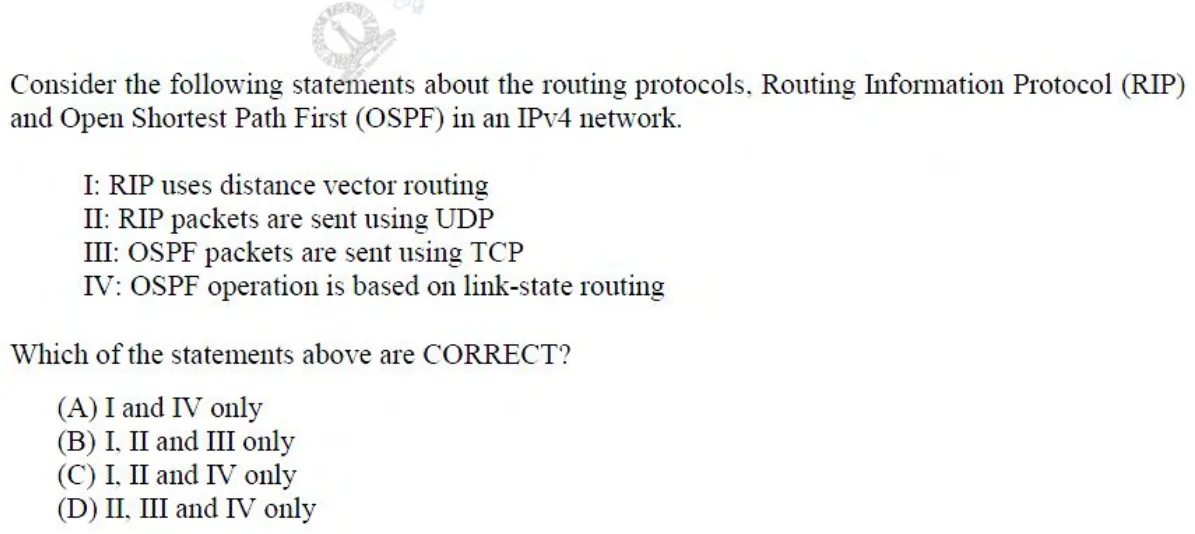 Consider the following statements about the routing protocols, Routing Information Protocol (RIP)
and Open Shortest Path First (OSPF) in an IPv4 network.
I: RIP uses distance vector routing
II: RIP packets are sent using UDP
III: OSPF packets are sent using TCP
IV: OSPF operation is based on link-state routing
Which of the statements above are CORRECT?
(A) I and IV only
(B) I, II and III only
(C) I, II and IV only
(D) II, III and IV only